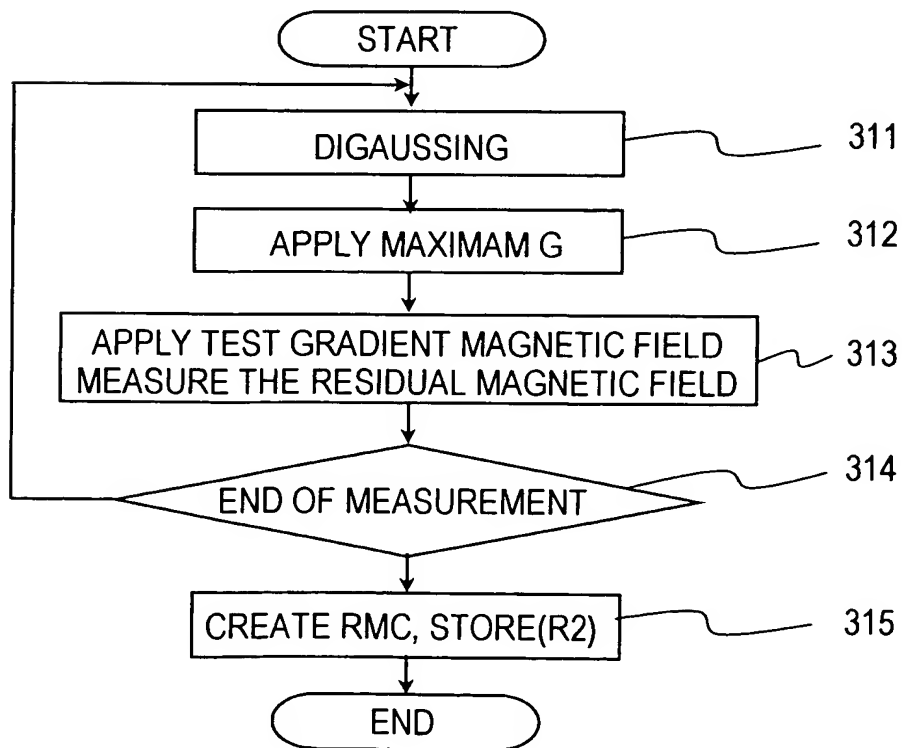 START
DIGAUSSING
311
APPLY MAXIMAM G
312
APPLY TEST GRADIENT MAGNETIC FIELD
MEASURE THE RESIDUAL MAGNETIC FIELD
313
END OF MEASUREMENT
314
CREATE RMC, STORE(R2)
315
END